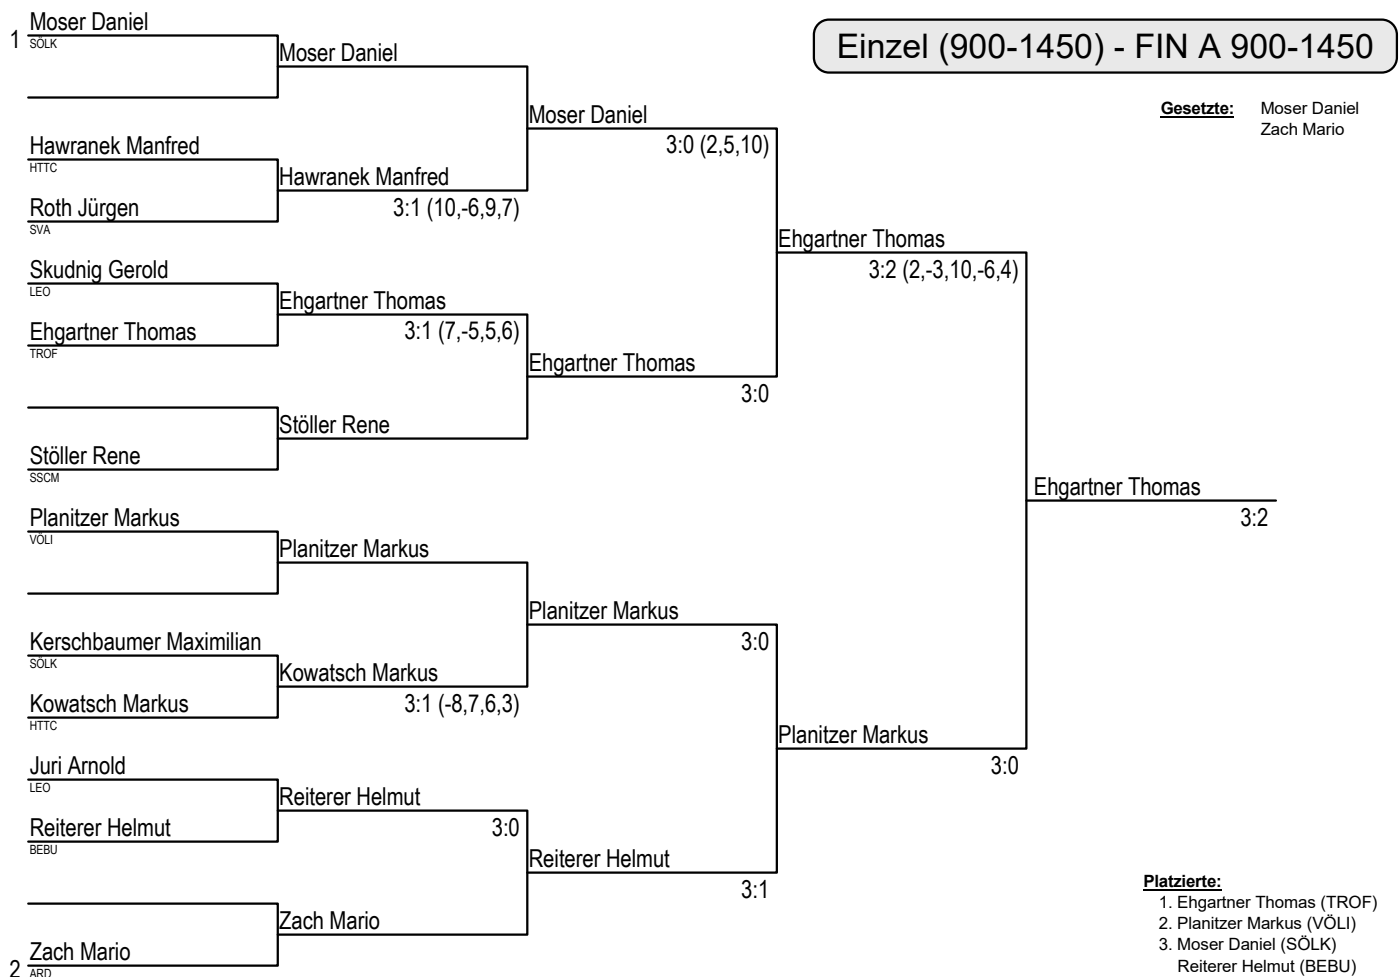 Einzel (900-1450) - FIN A 900-1450
Gesetzte: Moser Daniel
Zach Mario
1 Moser Daniel
SÖLK
Hawranek Manfred
HTTC
Roth Jürgen
SVA
Skudnig Gerold
LEO
Ehgartner Thomas
TROF
Stöller Rene
SSCM
Planitzer Markus
VÖLI
Kerschbaumer Maximilian
SÖLK
Kowatsch Markus
HTTC
Juri Arnold
LEO
Reiterer Helmut
BEBU
2 Zach Mario
ARD
Moser Daniel
Hawranek Manfred
3:1 (10,-6,9,7)
Ehgartner Thomas
3:1 (7,-5,5,6)
Stöller Rene
Planitzer Markus
Kowatsch Markus
3:1 (-8,7,6,3)
Reiterer Helmut
3:0
Zach Mario
Moser Daniel
3:0 (2,5,10)
Ehgartner Thomas
3:0
Planitzer Markus
3:0
Reiterer Helmut
3:1
Ehgartner Thomas
3:2 (2,-3,10,-6,4)
Planitzer Markus
3:0
Ehgartner Thomas
3:2
Platzierte:
1. Ehgartner Thomas (TROF)
2. Planitzer Markus (VÖLI)
3. Moser Daniel (SÖLK)
Reiterer Helmut (BEBU)